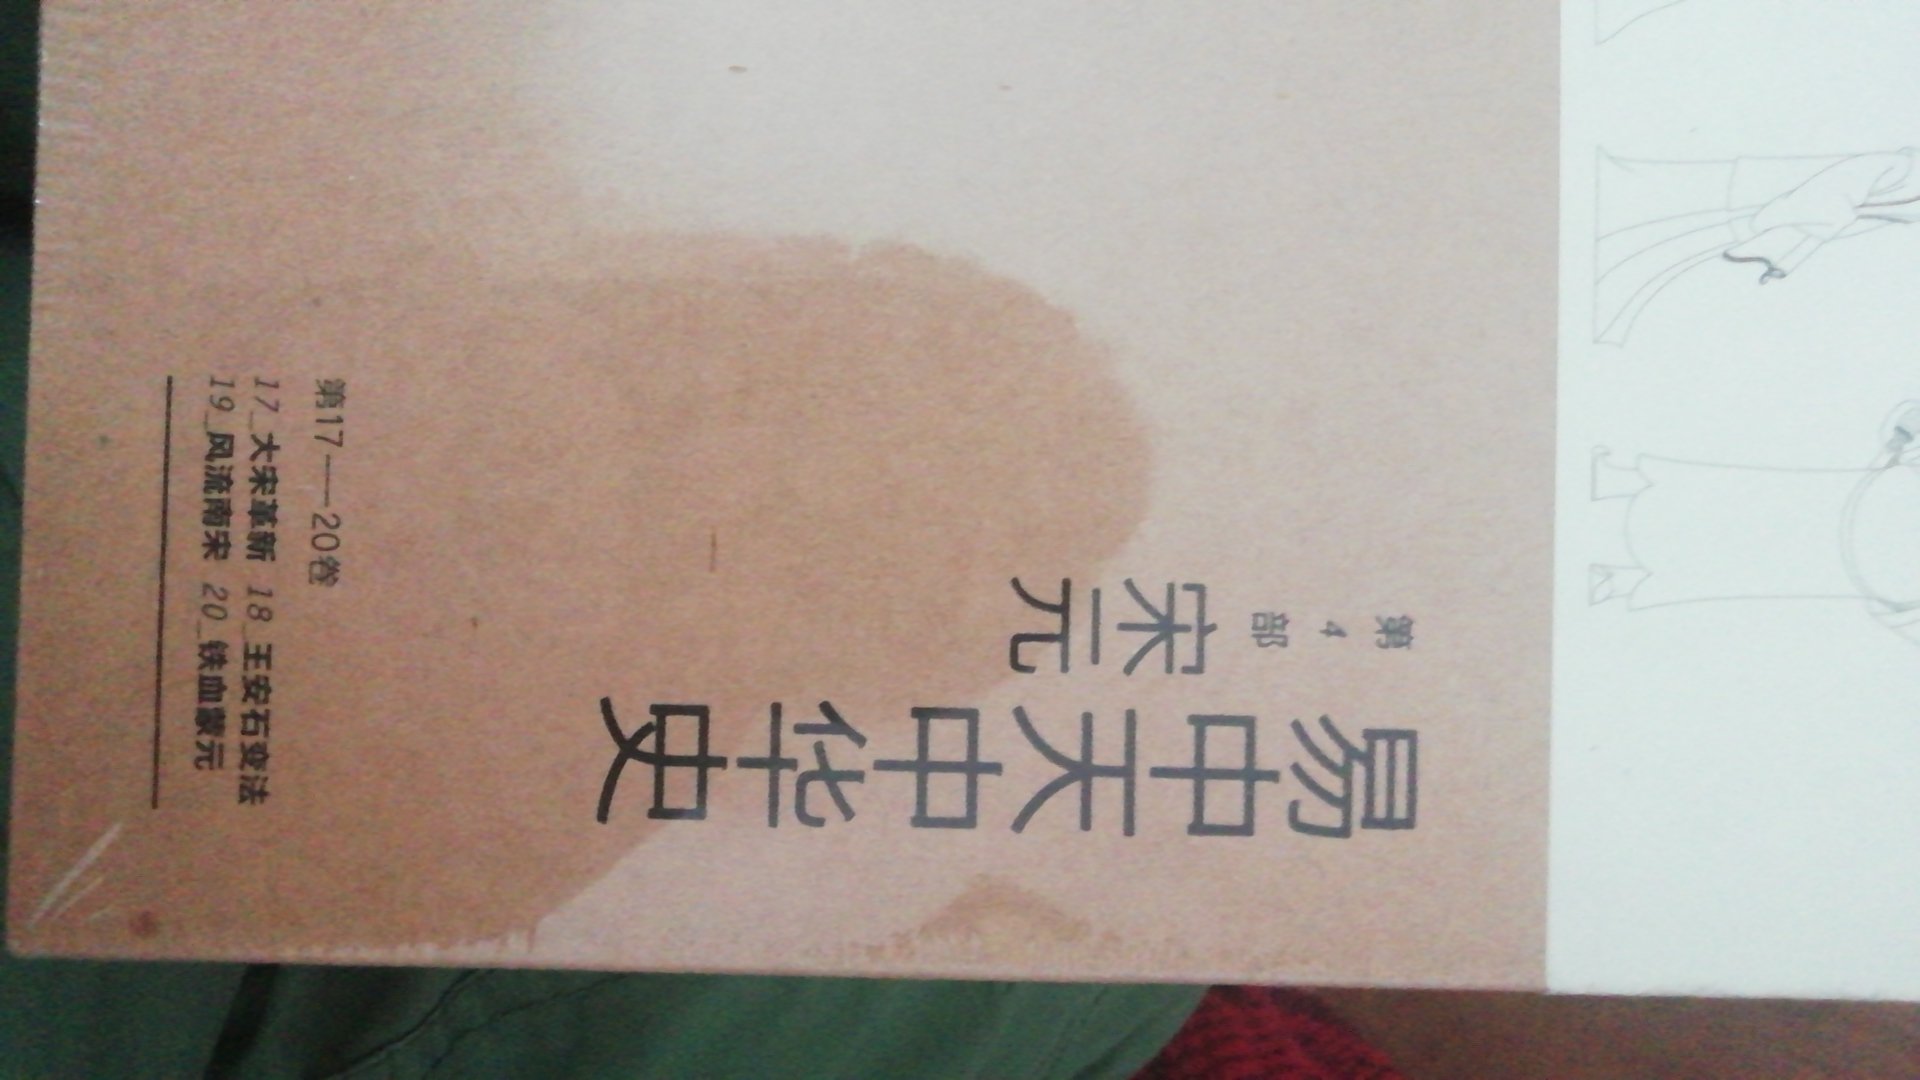 易中天中华史
第4部
宋元
第17—20卷
17_大宋革新 18_王安石变法
19_风流南宋 20_铁血蒙元